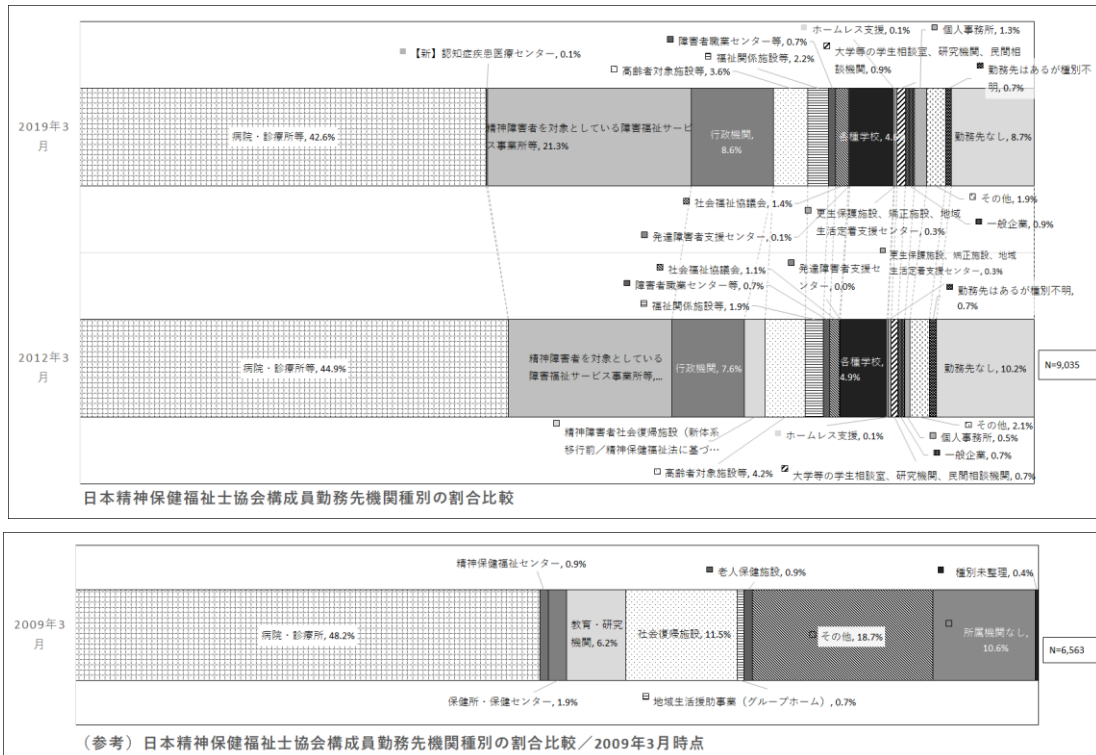 【新】認知症疾患医療センター, 0.1%
ホームレス支援, 0.1%
個人事務所, 1.3%
障害者職業センター等, 0.7%
大学等の学生相談室、研究機関、民間相
談機関, 0.9%
福祉関係施設等, 2.2%
高齢者対象施設等, 3.6%
勤務先はあるが種別不
明, 0.7%
2019年3
月
病院・診療所等, 42.6%
精神障害者を対象としている障害福祉サービ
ス事業所等, 21.3%
行政機関,
8.6%
各種学校, 4.6%
勤務先なし, 8.7%
社会福祉協議会, 1.4%
更生保護施設、矯正施設、地域
生活定着支援センター, 0.3%
その他, 1.9%
一般企業, 0.9%
発達障害者支援センター, 0.1%
社会福祉協議会, 1.1%
発達障害者支援セ
ンター, 0.0%
更生保護施設、矯正施設、地域
生活定着支援センター, 0.3%
障害者職業センター等, 0.7%
勤務先はあるが種別不明,
0.7%
福祉関係施設等, 1.9%
2012年3
月
病院・診療所等, 44.9%
精神障害者を対象としている
障害福祉サービス事業所等,...
行政機関, 7.6%
各種学校,
4.9%
勤務先なし, 10.2%
N=9,035
精神障害者社会復帰施設（新体系
移行前／精神保健福祉法に基づ…
ホームレス支援, 0.1%
その他, 2.1%
個人事務所, 0.5%
一般企業, 0.7%
高齢者対象施設等, 4.2%
大学等の学生相談室、研究機関、民間相談機関, 0.7%
日本精神保健福祉士協会構成員勤務先機関種別の割合比較
精神保健福祉センター, 0.9%
老人保健施設, 0.9%
種別未整理, 0.4%
2009年3
月
病院・診療所, 48.2%
教育・研究
機関, 6.2%
社会復帰施設, 11.5%
その他, 18.7%
所属機関なし,
10.6%
N=6,563
保健所・保健センター, 1.9%
地域生活援助事業（グループホーム）, 0.7%
（参考）日本精神保健福祉士協会構成員勤務先機関種別の割合比較／2009年3月時点